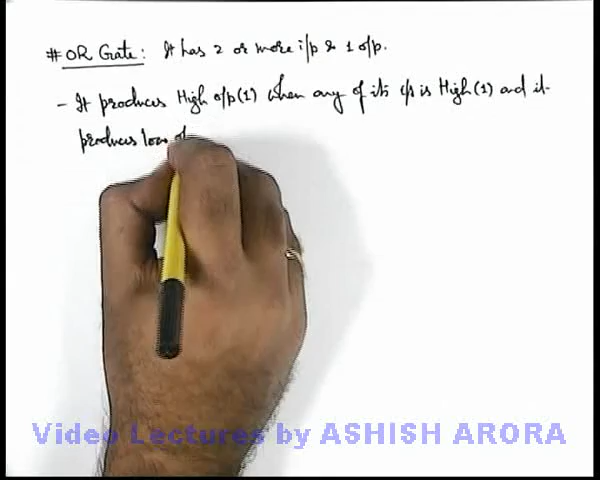 # OR Gate: It has 2 or more i/p & 1 o/p.
- It produces High o/p(1) when any of its i/p is High(1) and it
produces low o
Video Lectures by ASHISH ARORA